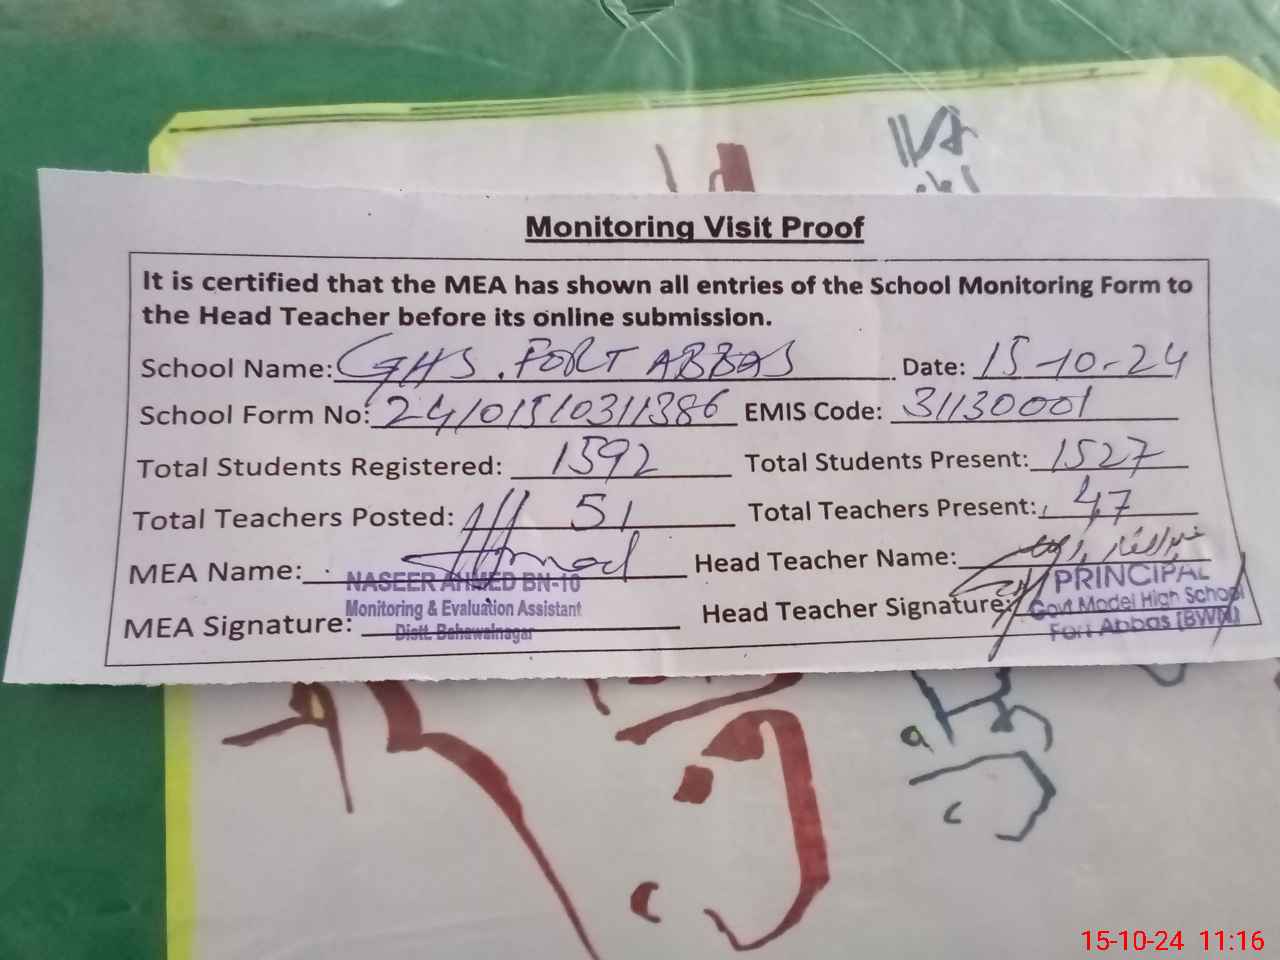 Monitoring Visit Proof
It is certified that the MEA has shown all entries of the School Monitoring Form to
the Head Teacher before its online submission.
School Name: GHS. FORT ABBAS Date: 15-10-24
School Form No: 24101510311386 EMIS Code: 31130001
Total Students Registered: 1592 Total Students Present: 1527
Total Teachers Posted: 51 Total Teachers Present: 47
MEA Name: Head Teacher Name:
NASEER AHMED BN-10 PRINCIPAL
Monitoring & Evaluation Assistant Govt Model High School
MEA Signature: Head Teacher Signature:
Distt. Bahawalnagar Fort Abbas (BWN)
15-10-24 11:16